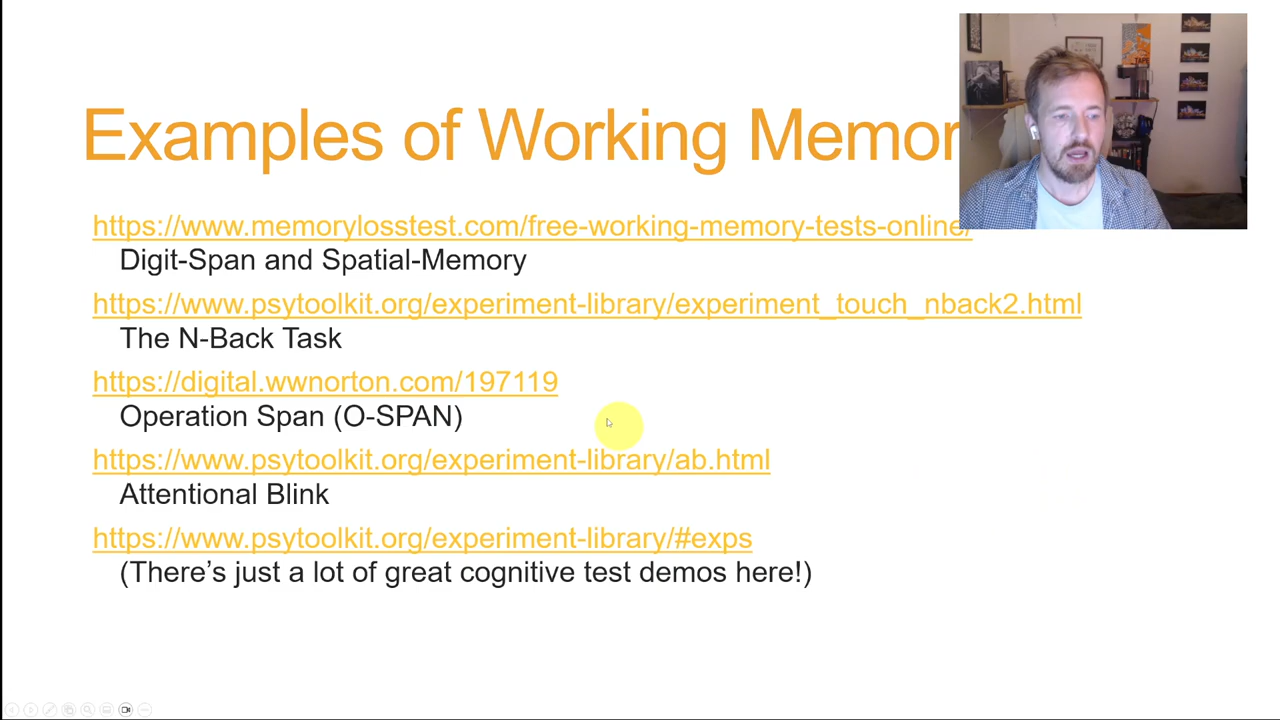 Examples of Working Memor
https://www.memorylosstest.com/free-working-memory-tests-online/
Digit-Span and Spatial-Memory
https://www.psytoolkit.org/experiment-library/experiment_touch_nback2.html
The N-Back Task
https://digital.wwnorton.com/197119
Operation Span (O-SPAN)
https://www.psytoolkit.org/experiment-library/ab.html
Attentional Blink
https://www.psytoolkit.org/experiment-library/#exps
(There’s just a lot of great cognitive test demos here!)
TAPE